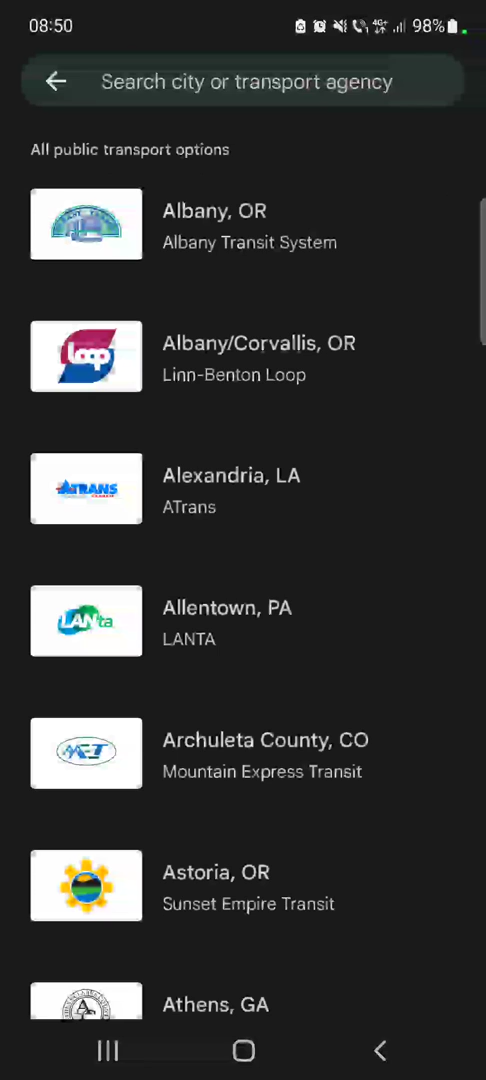 08:50
4G+
98%
Search city or transport agency
All public transport options
Albany, OR
Albany Transit System
loop
Albany/Corvallis, OR
Linn-Benton Loop
ATRANS
Alexandria, LA
ATrans
LANta
Allentown, PA
LANTA
MET
Archuleta County, CO
Mountain Express Transit
Astoria, OR
Sunset Empire Transit
Athens, GA